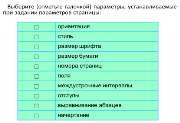 Выберите (отметьте галочкой) параметры, устанавливаемые
при задании параметров страницы:
ориентация
стиль
размер шрифта
размер бумаги
номера страниц
поля
междустрочные интервалы
отступы
выравнивание абзацев
начертание